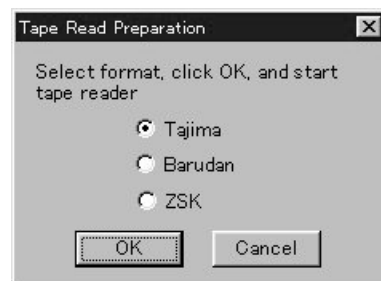 Tape Read Preparation
Select format, click OK, and start
tape reader
Tajima
Barudan
ZSK
OK
Cancel